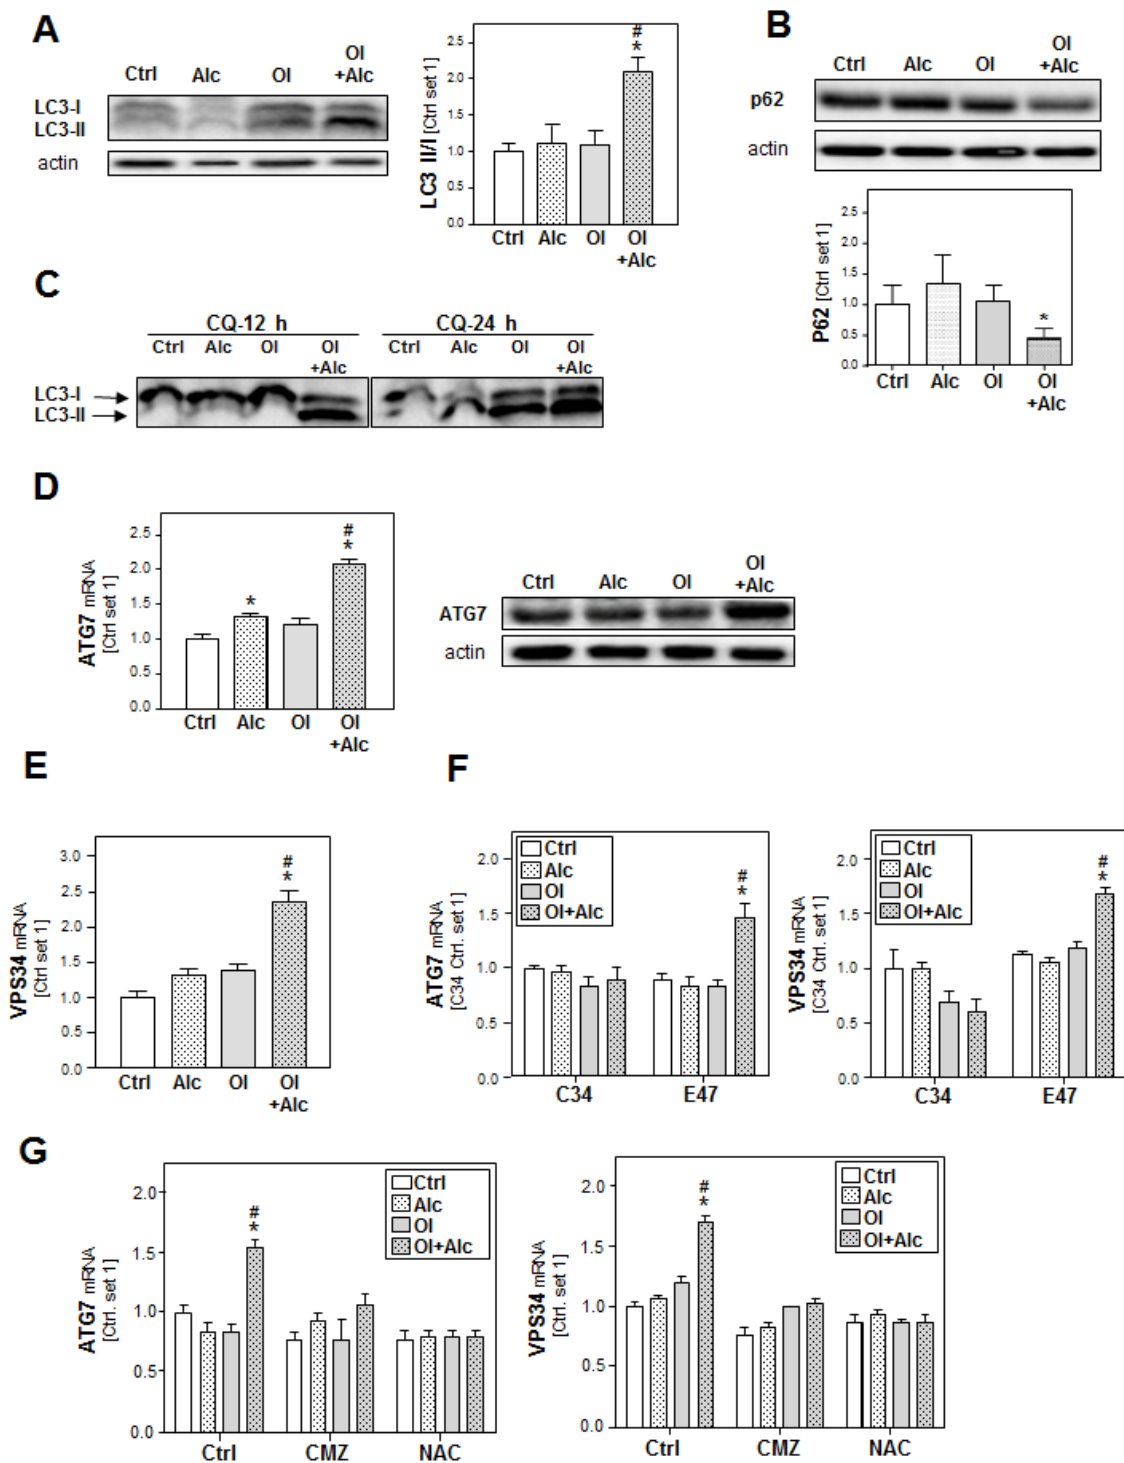 A
Ctrl Alc Ol Ol +Alc
LC3-I
LC3-II
actin
LC3 II/I [Ctrl set 1]
2.5
2.0
1.5
1.0
0.5
0.0
# *
Ctrl Alc Ol Ol +Alc
B
Ctrl Alc Ol Ol +Alc
p62
actin
P62 [Ctrl set 1]
2.5
2.0
1.5
1.0
0.5
0.0
*
Ctrl Alc Ol Ol +Alc
C
CQ-12 h CQ-24 h
Ctrl Alc Ol Ol +Alc Ctrl Alc Ol Ol +Alc
LC3-I
LC3-II
D
ATG7 mRNA
[Ctrl set 1]
2.5
2.0
1.5
1.0
0.5
0.0
* # *
Ctrl Alc Ol Ol +Alc
Ctrl Alc Ol Ol +Alc
ATG7
actin
E
VPS34 mRNA
[Ctrl set 1]
3.0
2.5
2.0
1.5
1.0
0.5
0.0
# *
Ctrl Alc Ol Ol +Alc
F
ATG7 mRNA
[C34 Ctrl. set 1]
2.0
1.5
1.0
0.5
0.0
Ctrl
Alc
Ol
Ol+Alc
# *
C34 E47
VPS34 mRNA
[C34 Ctrl. set 1]
2.0
1.5
1.0
0.5
0.0
Ctrl
Alc
Ol
Ol+Alc
# *
C34 E47
G
ATG7 mRNA
[Ctrl. set 1]
2.0
1.5
1.0
0.5
0.0
# *
Ctrl
Alc
Ol
Ol+Alc
Ctrl CMZ NAC
VPS34 mRNA
[Ctrl. set 1]
2.0
1.5
1.0
0.5
0.0
# *
Ctrl
Alc
Ol
Ol+Alc
Ctrl CMZ NAC